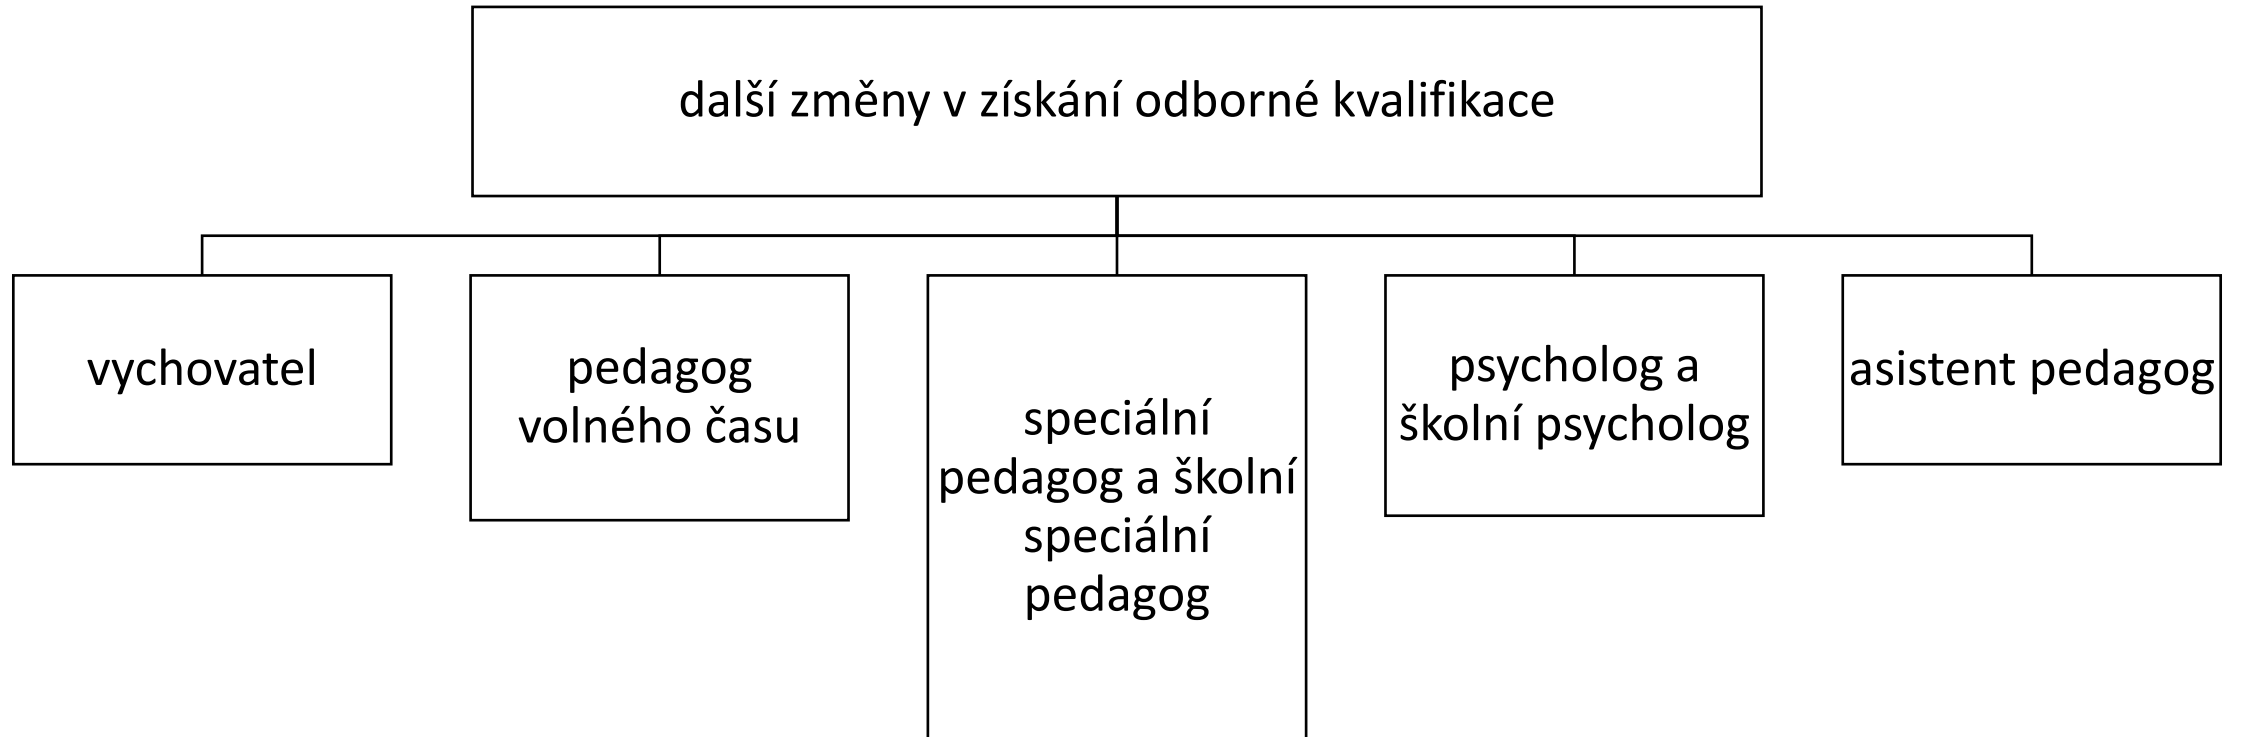 další změny v získání odborné kvalifikace
vychovatel
pedagog
volného času
speciální
pedagog a školní
speciální
pedagog
psycholog a
školní psycholog
asistent pedagog